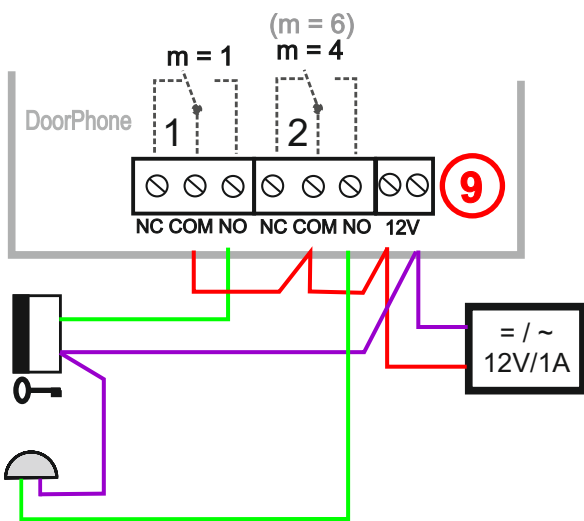 (m = 6)
m = 1
m = 4
DoorPhone
1
2
9
NC COM NO
NC COM NO
12V
= / ~
12V/1A